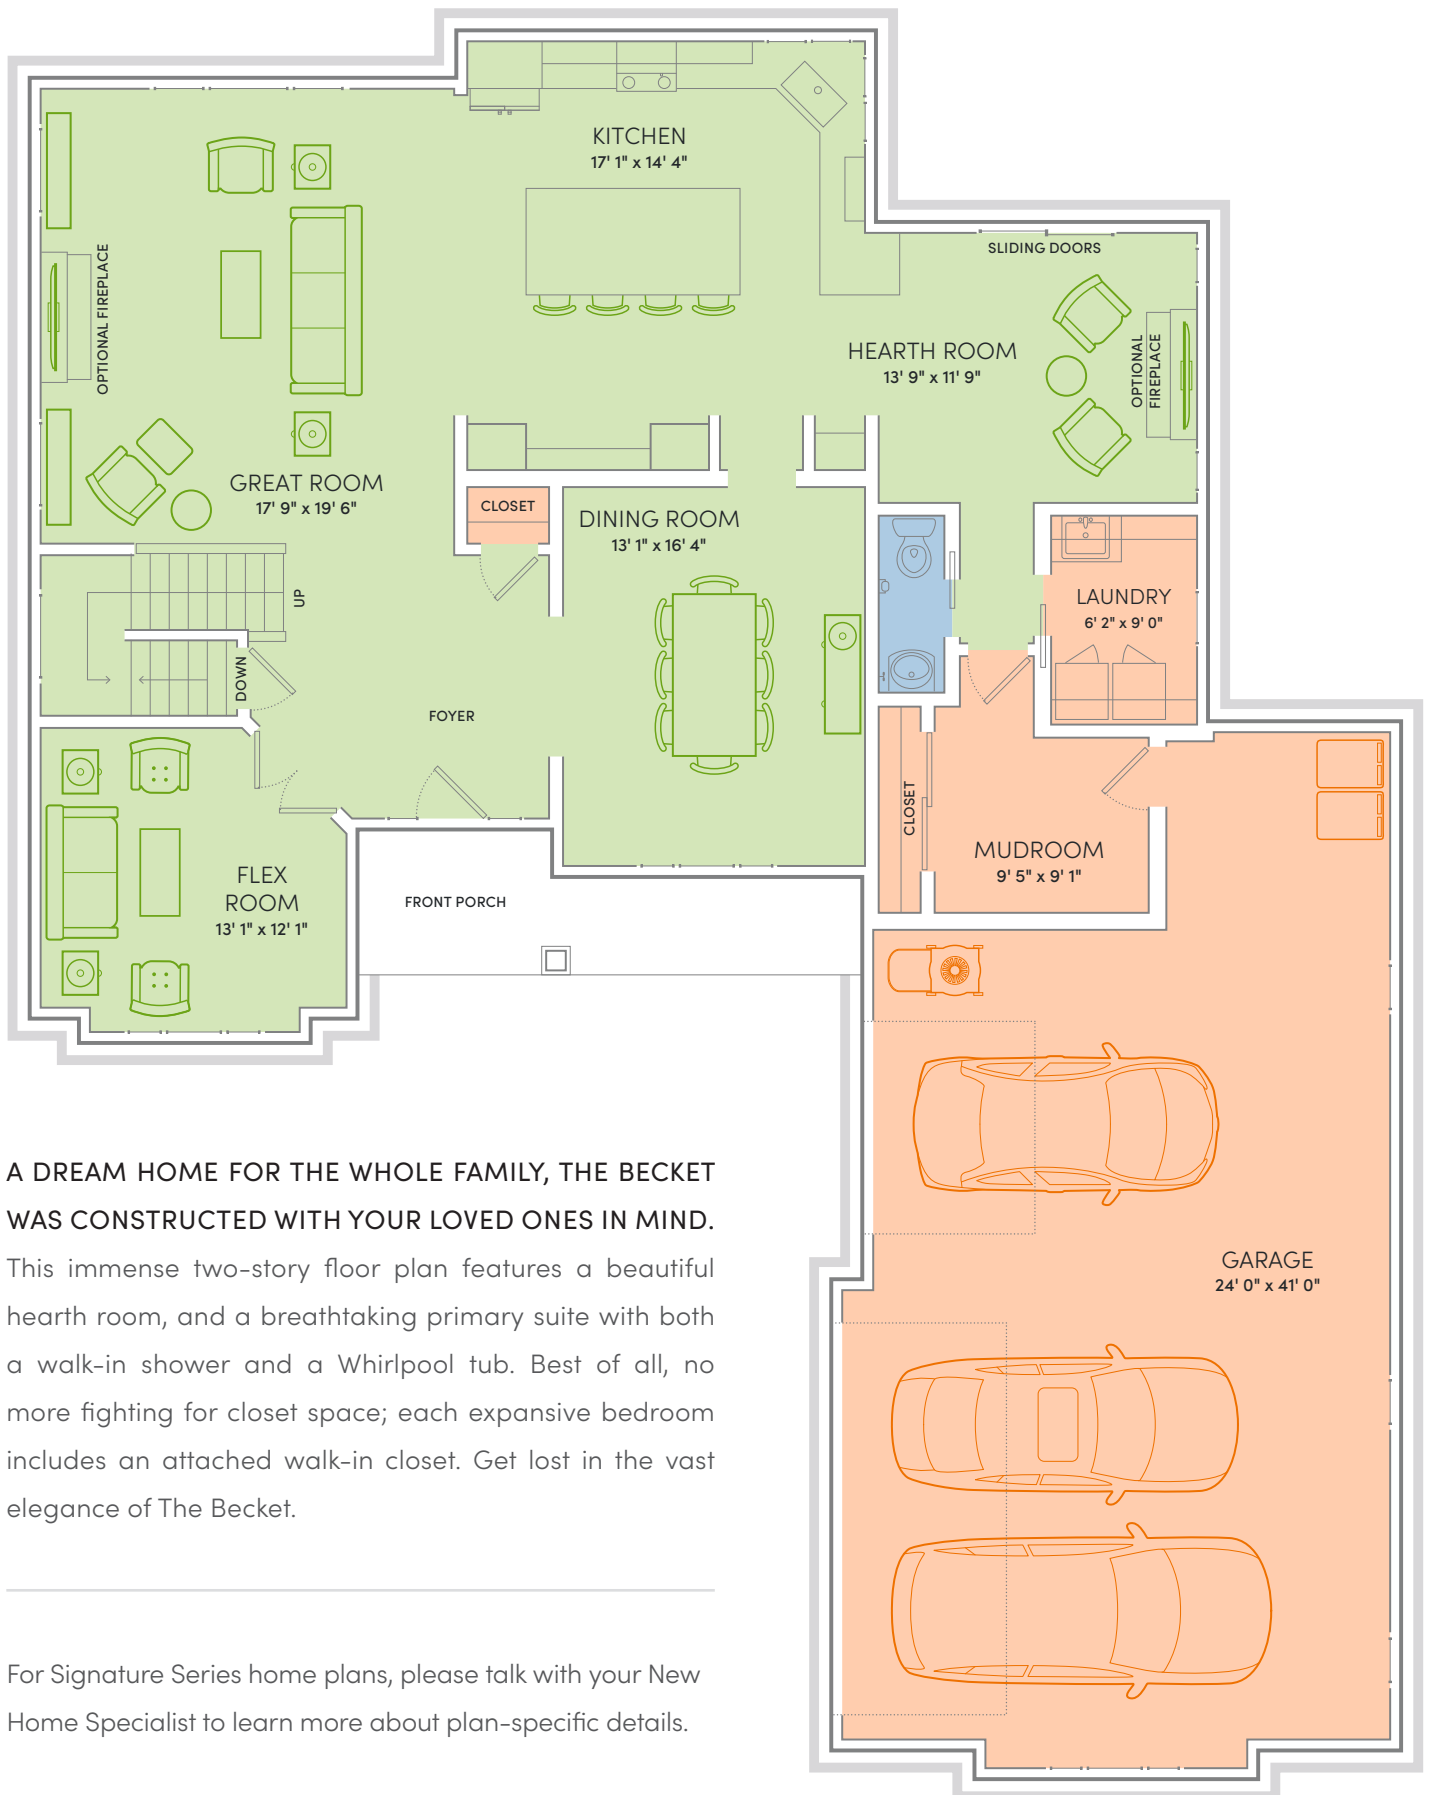 KITCHEN
17' 1" x 14' 4"
SLIDING DOORS
OPTIONAL FIREPLACE
HEARTH ROOM
13' 9" x 11' 9"
OPTIONAL
FIREPLACE
GREAT ROOM
17' 9" x 19' 6"
CLOSET
DINING ROOM
13' 1" x 16' 4"
UP
LAUNDRY
6' 2" x 9' 0"
DOWN
FOYER
CLOSET
MUDROOM
9' 5" x 9' 1"
FLEX
ROOM
13' 1" x 12' 1"
FRONT PORCH
GARAGE
24' 0" x 41' 0"
A DREAM HOME FOR THE WHOLE FAMILY, THE BECKET
WAS CONSTRUCTED WITH YOUR LOVED ONES IN MIND.
This immense two-story floor plan features a beautiful
hearth room, and a breathtaking primary suite with both
a walk-in shower and a Whirlpool tub. Best of all, no
more fighting for closet space; each expansive bedroom
includes an attached walk-in closet. Get lost in the vast
elegance of The Becket.
For Signature Series home plans, please talk with your New
Home Specialist to learn more about plan-specific details.